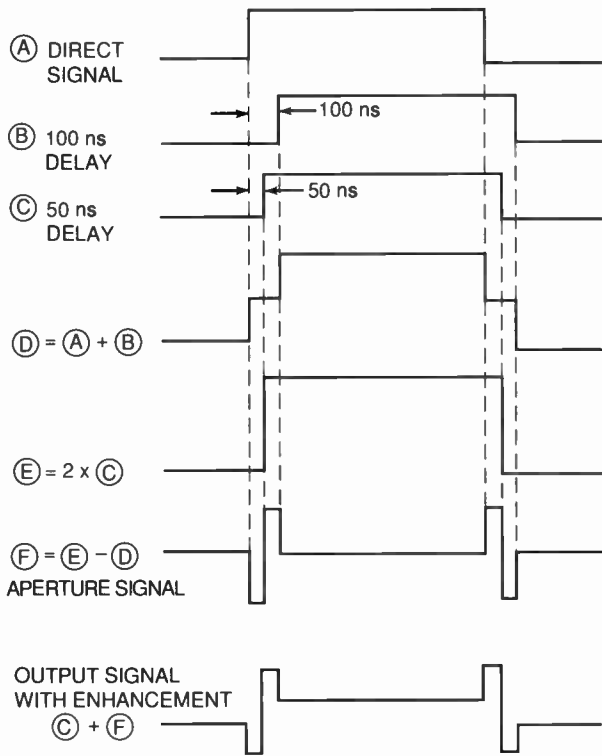 Ⓐ DIRECT
SIGNAL
100 ns
Ⓑ 100 ns
DELAY
50 ns
Ⓒ 50 ns
DELAY
Ⓓ = Ⓐ + Ⓑ
Ⓔ = 2 x Ⓒ
Ⓕ = Ⓔ – Ⓓ
APERTURE SIGNAL
OUTPUT SIGNAL
WITH ENHANCEMENT
Ⓒ + Ⓕ